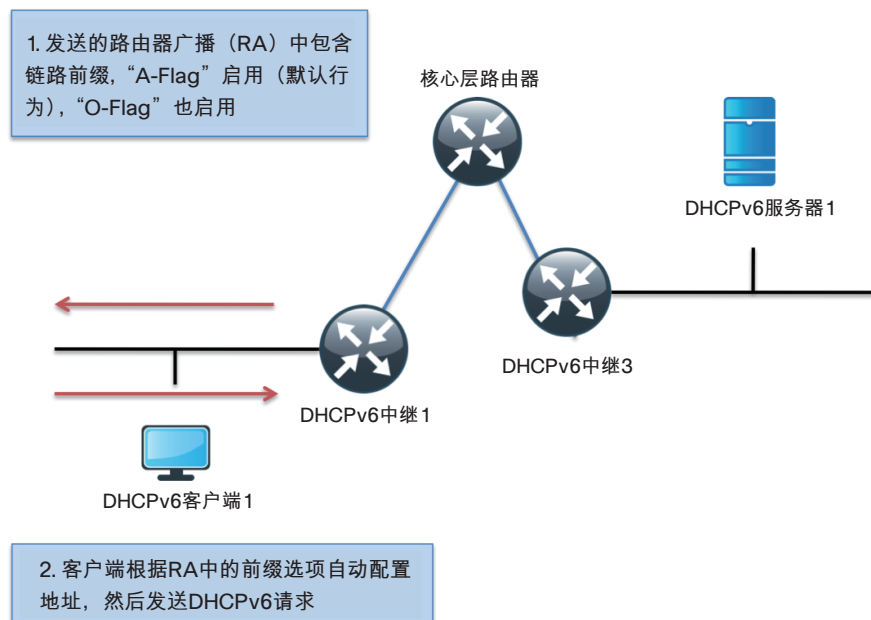 1. 发送的路由器广播（RA）中包含
链路前缀，“A-Flag”启用（默认行
为），“O-Flag”也启用
核心层路由器
DHCPv6服务器1
DHCPv6中继3
DHCPv6中继1
DHCPv6客户端1
2. 客户端根据RA中的前缀选项自动配置
地址，然后发送DHCPv6请求